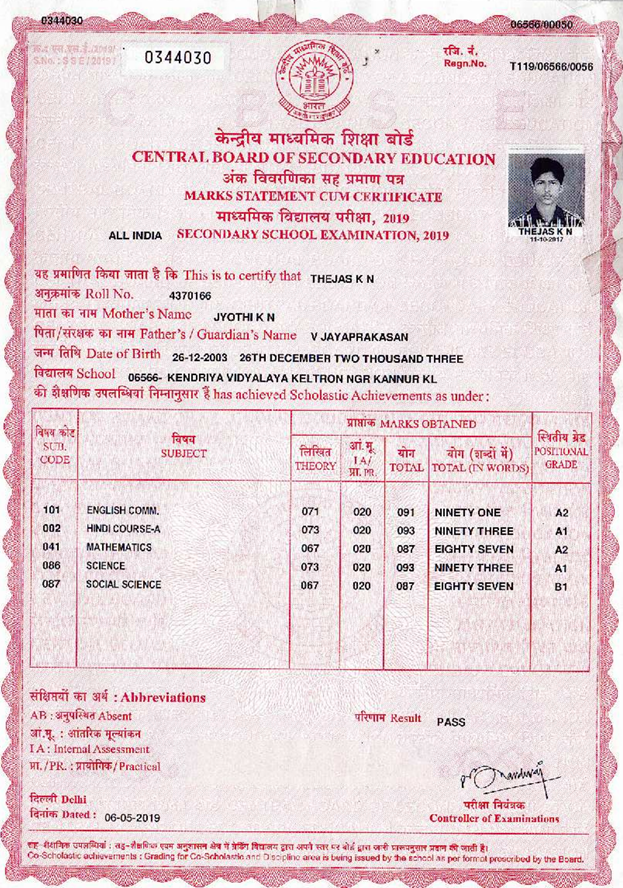 0344030 06566/00050
S.No. : SSE/2019/
0344030
रजि. नं.
Regn.No. T119/06566/0056
भारत
केन्द्रीय माध्यमिक शिक्षा बोर्ड
CENTRAL BOARD OF SECONDARY EDUCATION
अंक विवरणिका सह प्रमाण पत्र
MARKS STATEMENT CUM CERTIFICATE
माध्यमिक विद्यालय परीक्षा, 2019
ALL INDIA SECONDARY SCHOOL EXAMINATION, 2019
THEJAS K N
11-10-2017
यह प्रमाणित किया जाता है कि This is to certify that THEJAS K N
अनुक्रमांक Roll No. 4370166
माता का नाम Mother's Name JYOTHI K N
पिता/संरक्षक का नाम Father's / Guardian's Name V JAYAPRAKASAN
जन्म तिथि Date of Birth 26-12-2003 26TH DECEMBER TWO THOUSAND THREE
विद्यालय School 06566- KENDRIYA VIDYALAYA KELTRON NGR KANNUR KL
की शैक्षणिक उपलब्धियां निम्नानुसार हैं has achieved Scholastic Achievements as under :
विषय कोड SUB. CODE
विषय SUBJECT
प्राप्तांक MARKS OBTAINED
लिखित THEORY
आं.मू. I A/ प्रा. PR.
योग TOTAL
योग (शब्दों में) TOTAL (IN WORDS)
स्थितीय ग्रेड POSITIONAL GRADE
101 ENGLISH COMM. 071 020 091 NINETY ONE A2
002 HINDI COURSE-A 073 020 093 NINETY THREE A1
041 MATHEMATICS 067 020 087 EIGHTY SEVEN A2
086 SCIENCE 073 020 093 NINETY THREE A1
087 SOCIAL SCIENCE 067 020 087 EIGHTY SEVEN B1
संक्षिप्तियों का अर्थ : Abbreviations
AB : अनुपस्थित Absent
परिणाम Result PASS
आं.मू. : आंतरिक मूल्यांकन
I A : Internal Assessment
प्रा. /PR. : प्रायोगिक/ Practical
दिल्ली Delhi
परीक्षा नियंत्रक
दिनांक Dated : 06-05-2019
Controller of Examinations
सह-शैक्षणिक उपलब्धियां : सह-शैक्षणिक एवम अनुशासन क्षेत्र में ग्रेडिंग विद्यालय द्वारा अपने स्तर पर बोर्ड द्वारा जारी प्रारूपनुसार प्रदान की जाती है।
Co-Scholastic achievements : Grading for Co-Scholastic and Discipline area is being issued by the school as per format prescribed by the Board.